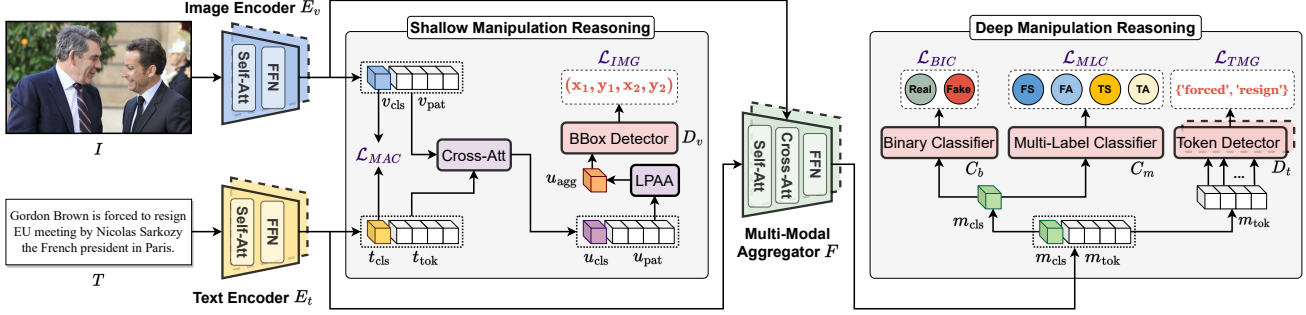 Image Encoder E_v
Self-Att
FFN
I
Gordon Brown is forced to resign
EU meeting by Nicolas Sarkozy
the French president in Paris.
T
Self-Att
FFN
Text Encoder E_t
Shallow Manipulation Reasoning
v_cls
v_pat
L_MAC
Cross-Att
t_cls
t_tok
L_IMG
(x_1, y_1, x_2, y_2)
BBox Detector
D_v
u_agg
LPAA
u_cls
u_pat
Self-Att
Cross-Att
FFN
Multi-Modal
Aggregator F
Deep Manipulation Reasoning
L_BIC
L_MLC
L_TMG
Real
Fake
FS
FA
TS
TA
{'forced', 'resign'}
Binary Classifier
C_b
Multi-Label Classifier
C_m
Token Detector
D_t
...
m_cls
m_tok
m_cls
m_tok